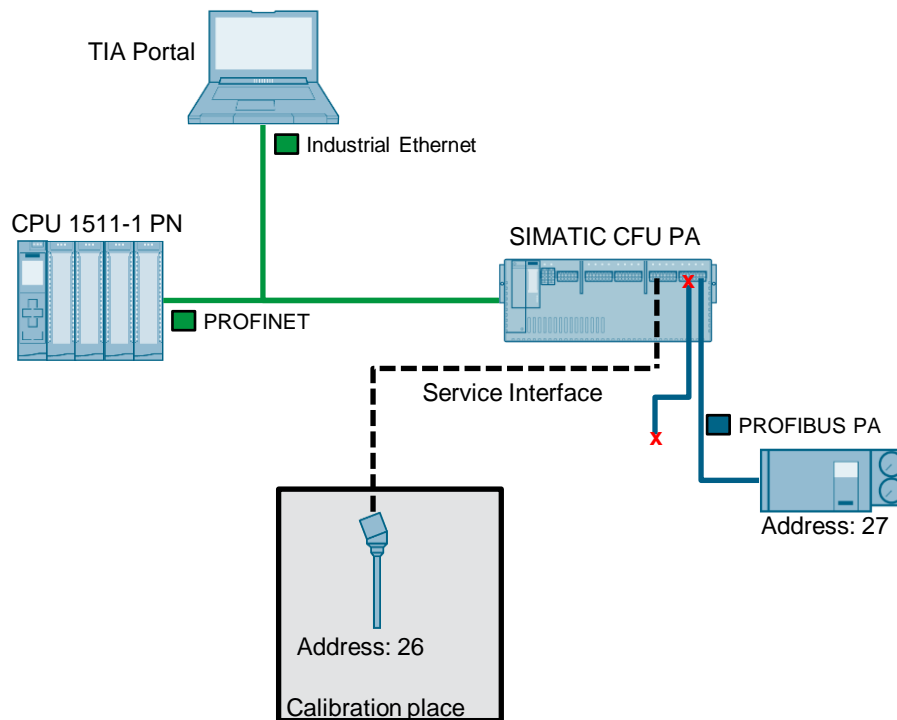 TIA Portal
Industrial Ethernet
CPU 1511-1 PN
SIMATIC CFU PA
x
PROFINET
Service Interface
PROFIBUS PA
x
Address: 27
Address: 26
Calibration place